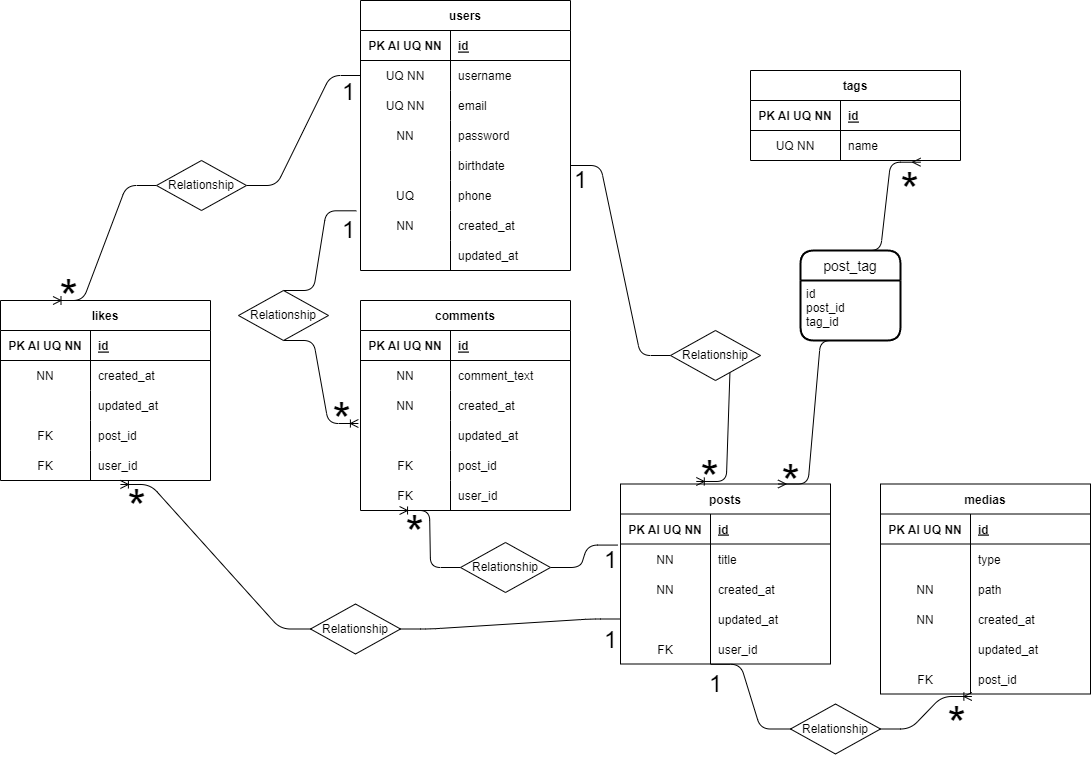 users
PK AI UQ NN id
UQ NN username
UQ NN email
NN password
birthdate
UQ phone
NN created_at
updated_at
1
1
1
tags
PK AI UQ NN id
UQ NN name
*
Relationship
*
likes
PK AI UQ NN id
NN created_at
updated_at
FK post_id
FK user_id
*
Relationship
*
comments
PK AI UQ NN id
NN comment_text
NN created_at
updated_at
FK post_id
FK user_id
*
Relationship
*
post_tag
id
post_id
tag_id
*
posts
PK AI UQ NN id
NN title
NN created_at
updated_at
FK user_id
1
1
1
medias
PK AI UQ NN id
type
NN path
NN created_at
updated_at
FK post_id
*
Relationship
Relationship
Relationship